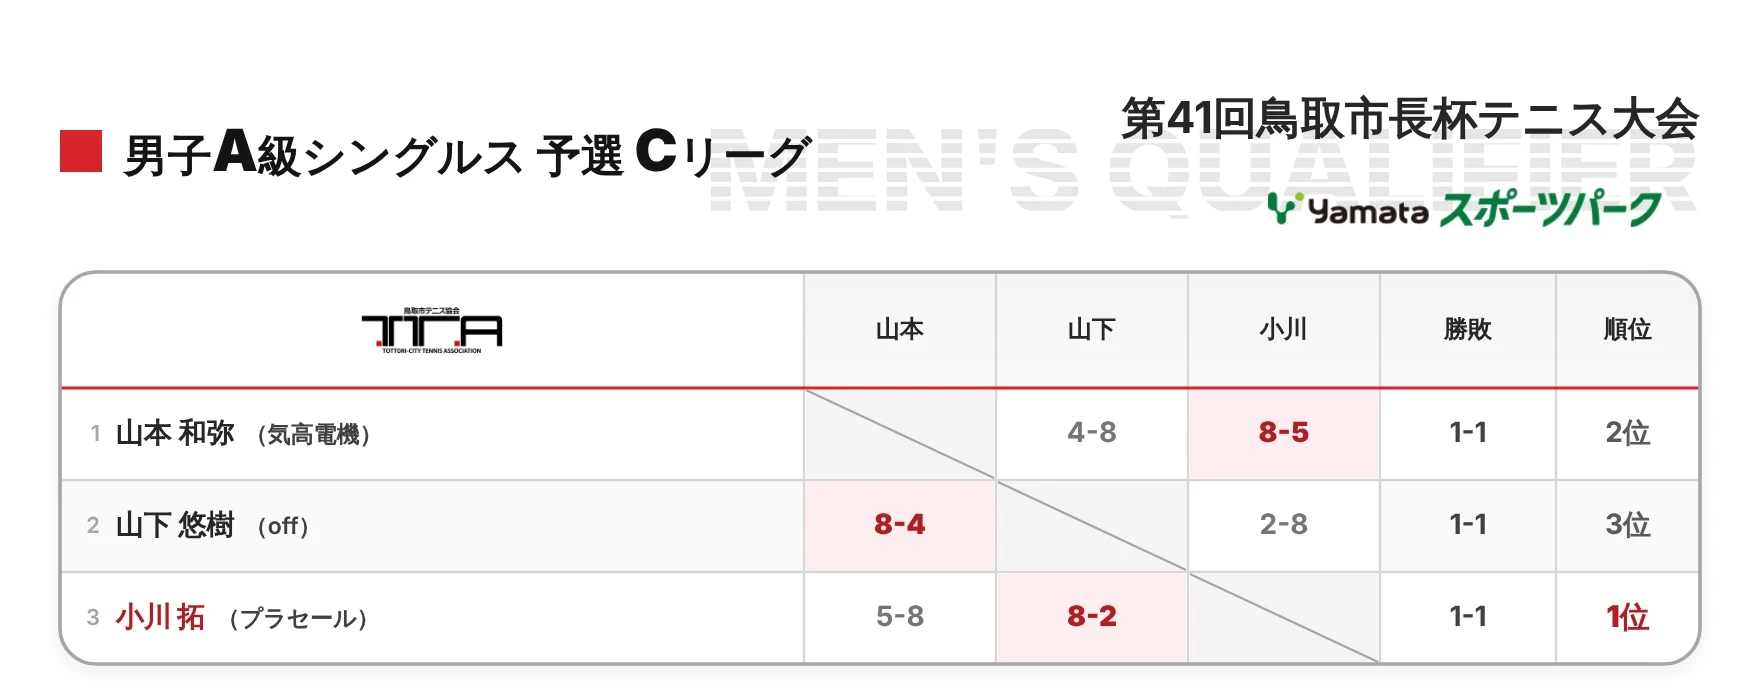 第41回鳥取市長杯テニス大会
男子A級シングルス 予選 Cリーグ
MEN'S QUALIFIER
Yamata スポーツパーク
鳥取市テニス協会
TTCA
TOTTORI-CITY TENNIS ASSOCIATION
山本 山下 小川 勝敗 順位
1 山本 和弥 （気高電機） 4-8 8-5 1-1 2位
2 山下 悠樹 （off） 8-4 2-8 1-1 3位
3 小川 拓 （プラセール） 5-8 8-2 1-1 1位